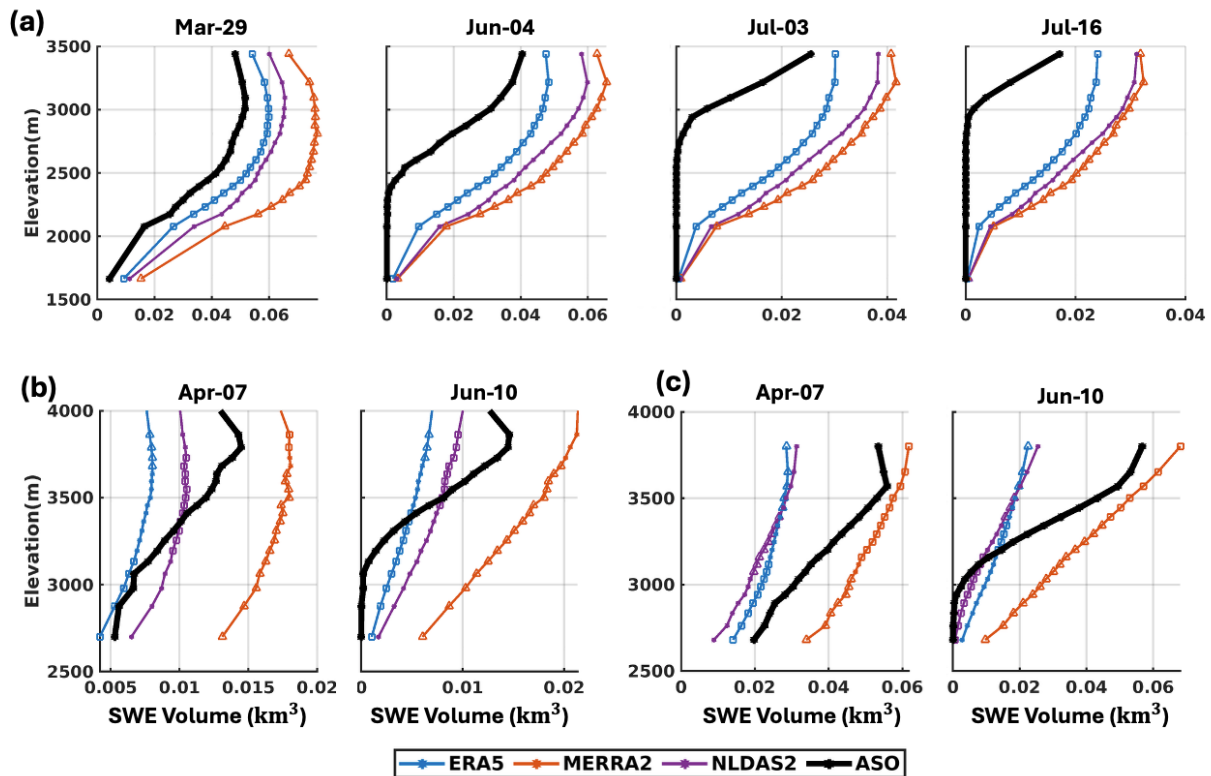 (a)
Mar-29 Jun-04 Jul-03 Jul-16
3500
3000
2500
2000
1500
Elevation(m)
0 0.02 0.04 0.06 0 0.02 0.04 0.06 0 0.02 0.04 0 0.02 0.04
(b) (c)
Apr-07 Jun-10 Apr-07 Jun-10
4000 4000
3500 3500
3000 3000
2500 2500
Elevation(m)
0.005 0.01 0.015 0.02 0 0.01 0.02 0 0.02 0.04 0.06 0 0.02 0.04 0.06
SWE Volume (km³) SWE Volume (km³) SWE Volume (km³) SWE Volume (km³)
ERA5 MERRA2 NLDAS2 ASO